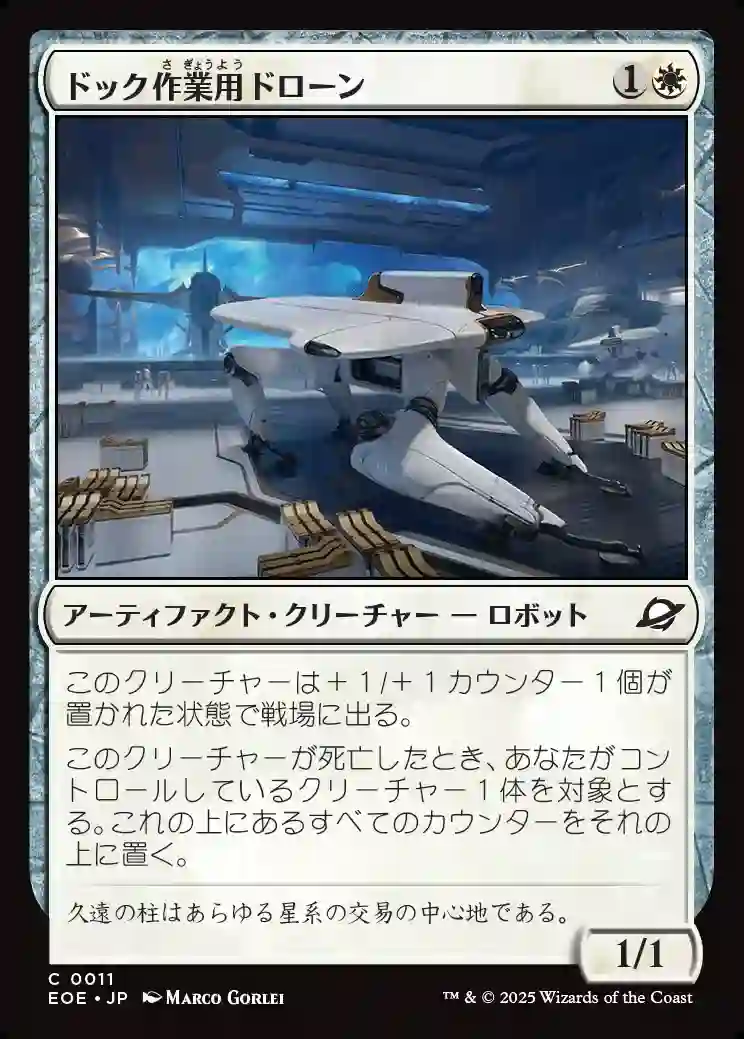 ドック作業用ドローン
さぎょうよう
1
アーティファクト・クリーチャー — ロボット
このクリーチャーは+1/+1カウンター1個が
置かれた状態で戦場に出る。
このクリーチャーが死亡したとき、あなたがコン
トロールしているクリーチャー1体を対象とす
る。これの上にあるすべてのカウンターをそれの
上に置く。
久遠の柱はあらゆる星系の交易の中心地である。
1/1
C 0011
EOE • JP Marco Gorlei
™ & © 2025 Wizards of the Coast